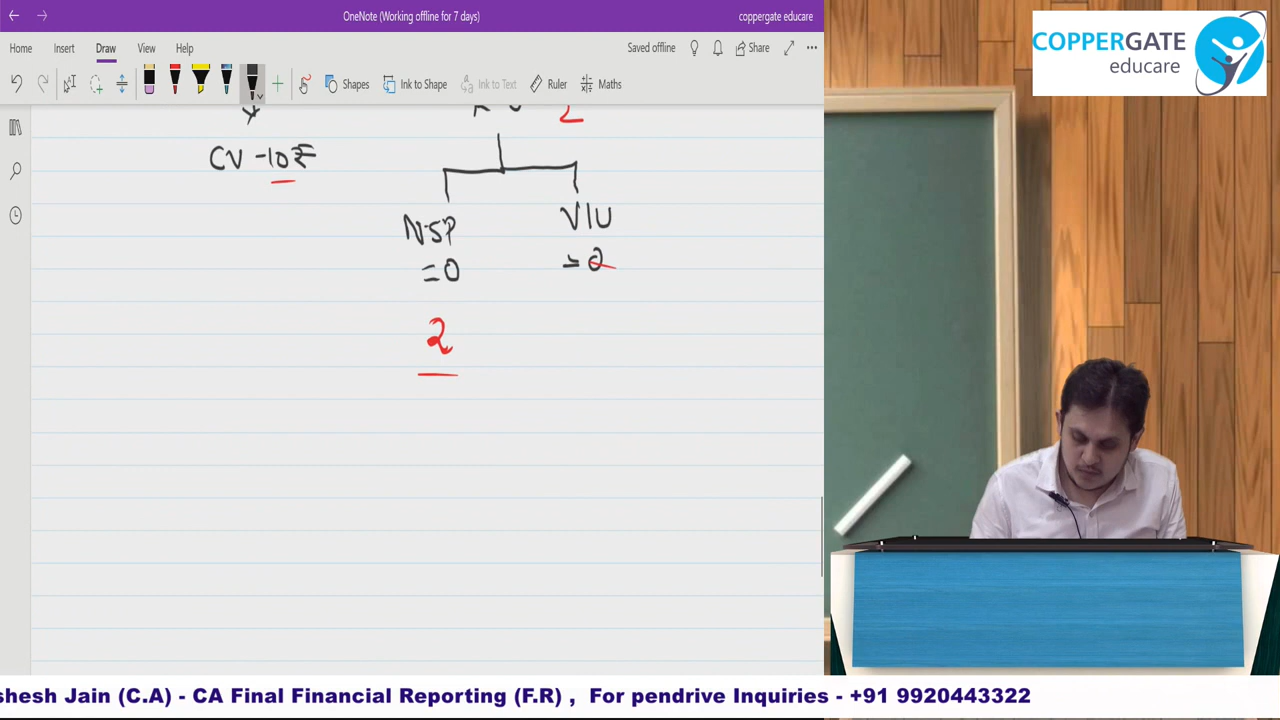 OneNote (Working offline for 7 days)
coppergate educare
Home Insert Draw View Help
Saved offline
Share
Shapes
Ink to Shape
Ink to Text
Ruler
Maths
COPPERGATE
educare
2
CV -10₹
NSP
=0
VIU
=2
2
shesh Jain (C.A) - CA Final Financial Reporting (F.R) , For pendrive Inquiries - +91 9920443322